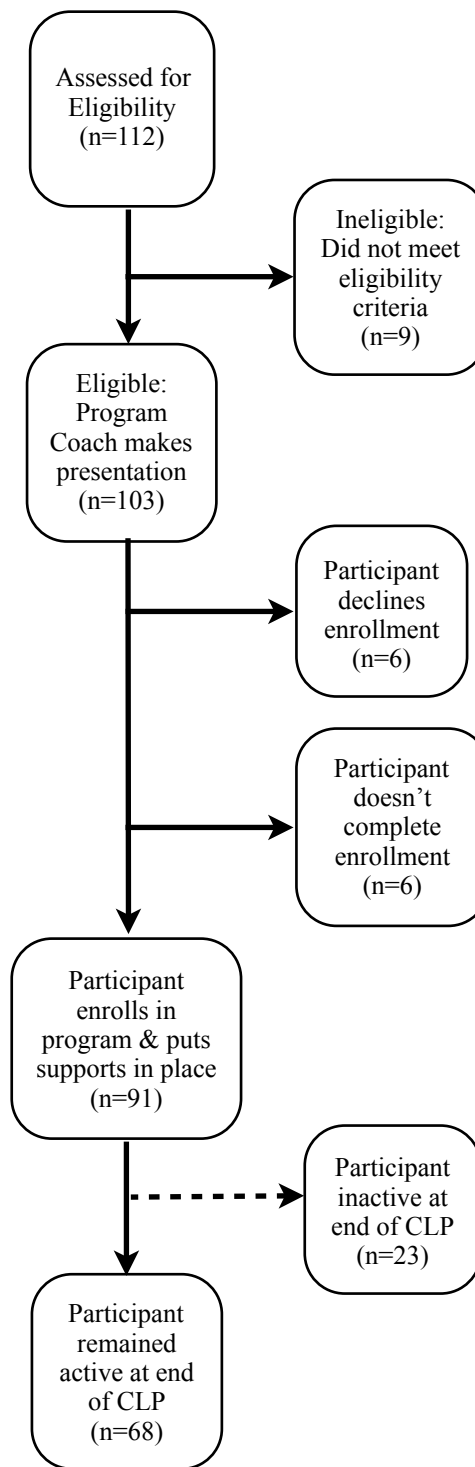 Assessed for
Eligibility
(n=112)
Ineligible:
Did not meet
eligibility
criteria
(n=9)
Eligible:
Program
Coach makes
presentation
(n=103)
Participant
declines
enrollment
(n=6)
Participant
doesn’t
complete
enrollment
(n=6)
Participant
enrolls in
program & puts
supports in place
(n=91)
Participant
inactive at
end of CLP
(n=23)
Participant
remained
active at end
of CLP
(n=68)